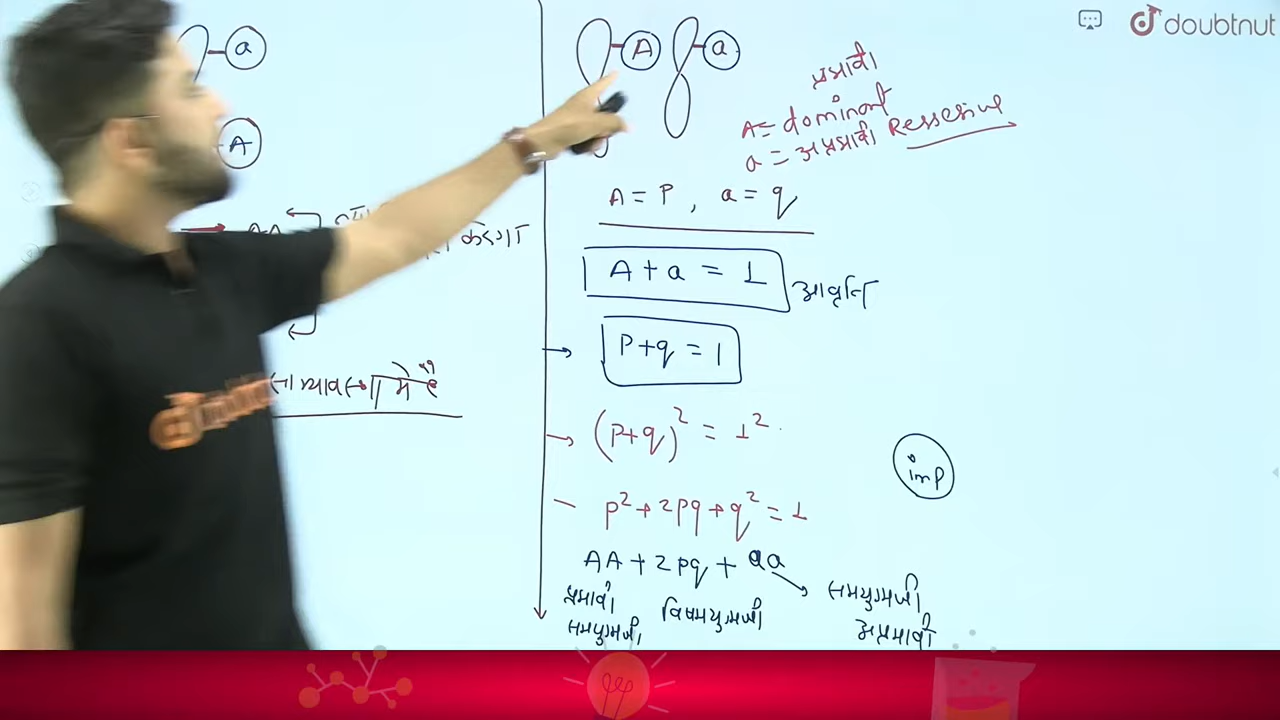 doubtnut
a
A a
प्रभावी
A = dominant
a = अप्रभावी Ressesive
A
A = P , a = q
A + a = 1 आवृत्ति
P+q = 1
(P+q)² = 1²
imp
p²+2pq+q² = 1
AA + 2pq + aa
प्रभावी विषमयुग्मजी समयुग्मजी
समयुग्मजी अप्रभावी